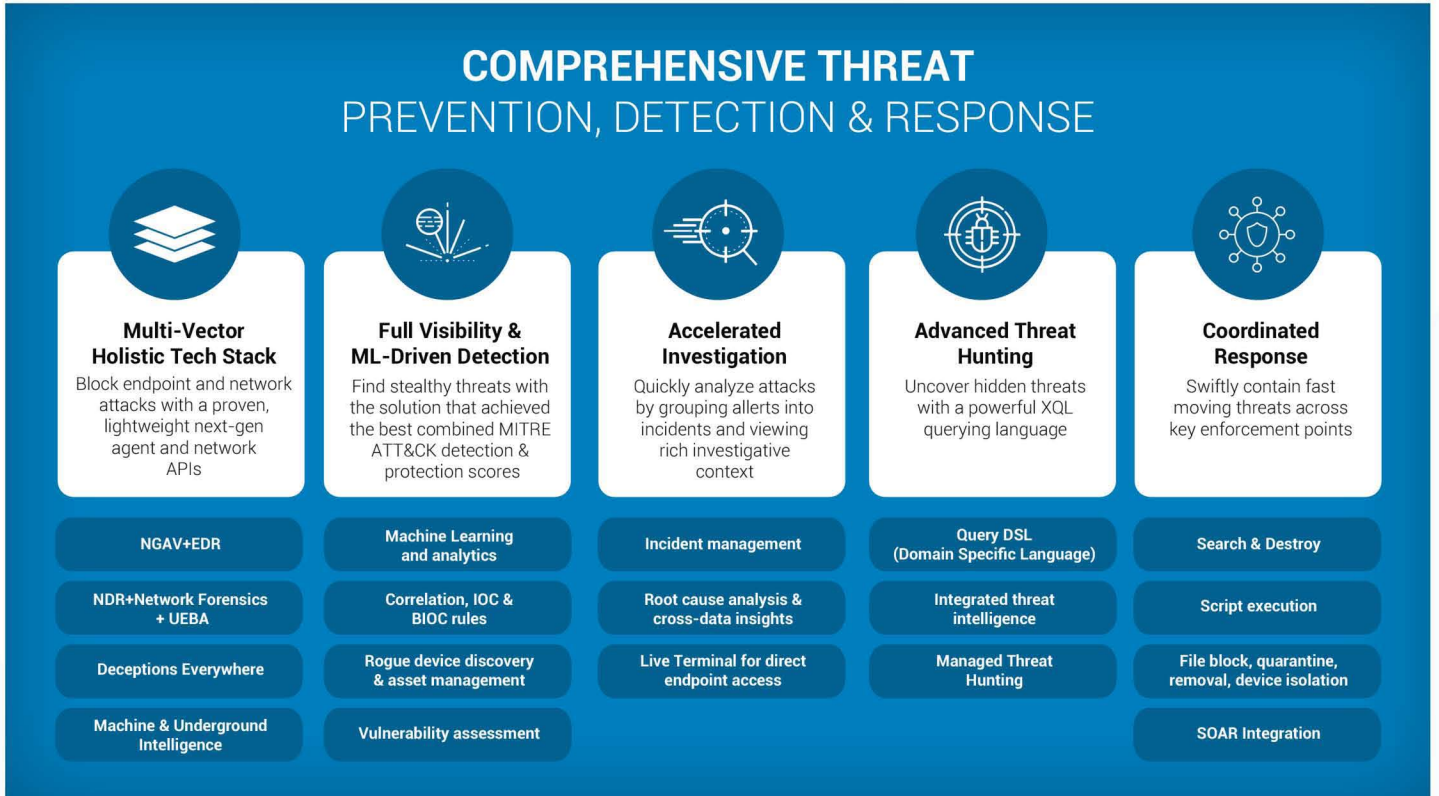 COMPREHENSIVE THREAT
PREVENTION, DETECTION & RESPONSE
Multi-Vector
Holistic Tech Stack
Block endpoint and network
attacks with a proven,
lightweight next-gen
agent and network
APIs
NGAV+EDR
NDR+Network Forensics
+ UEBA
Deceptions Everywhere
Machine & Underground
Intelligence
Full Visibility &
ML-Driven Detection
Find stealthy threats with
the solution that achieved
the best combined MITRE
ATT&CK detection &
protection scores
Machine Learning
and analytics
Correlation, IOC &
BIOC rules
Rogue device discovery
& asset management
Vulnerability assessment
Accelerated
Investigation
Quickly analyze attacks
by grouping allerts into
incidents and viewing
rich investigative
context
Incident management
Root cause analysis &
cross-data insights
Live Terminal for direct
endpoint access
Advanced Threat
Hunting
Uncover hidden threats
with a powerful XQL
querying language
Query DSL
(Domain Specific Language)
Integrated threat
intelligence
Managed Threat
Hunting
Coordinated
Response
Swiftly contain fast
moving threats across
key enforcement points
Search & Destroy
Script execution
File block, quarantine,
removal, device isolation
SOAR Integration